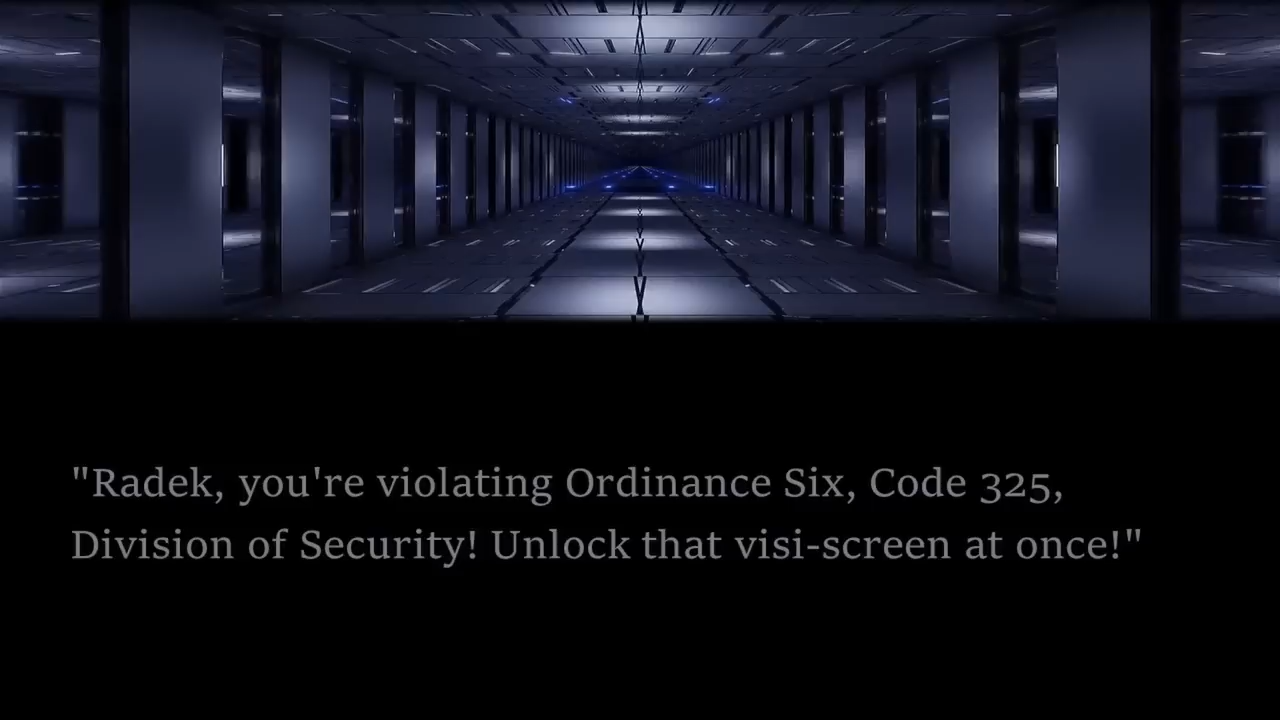 "Radek, you're violating Ordinance Six, Code 325,
Division of Security! Unlock that visi-screen at once!"